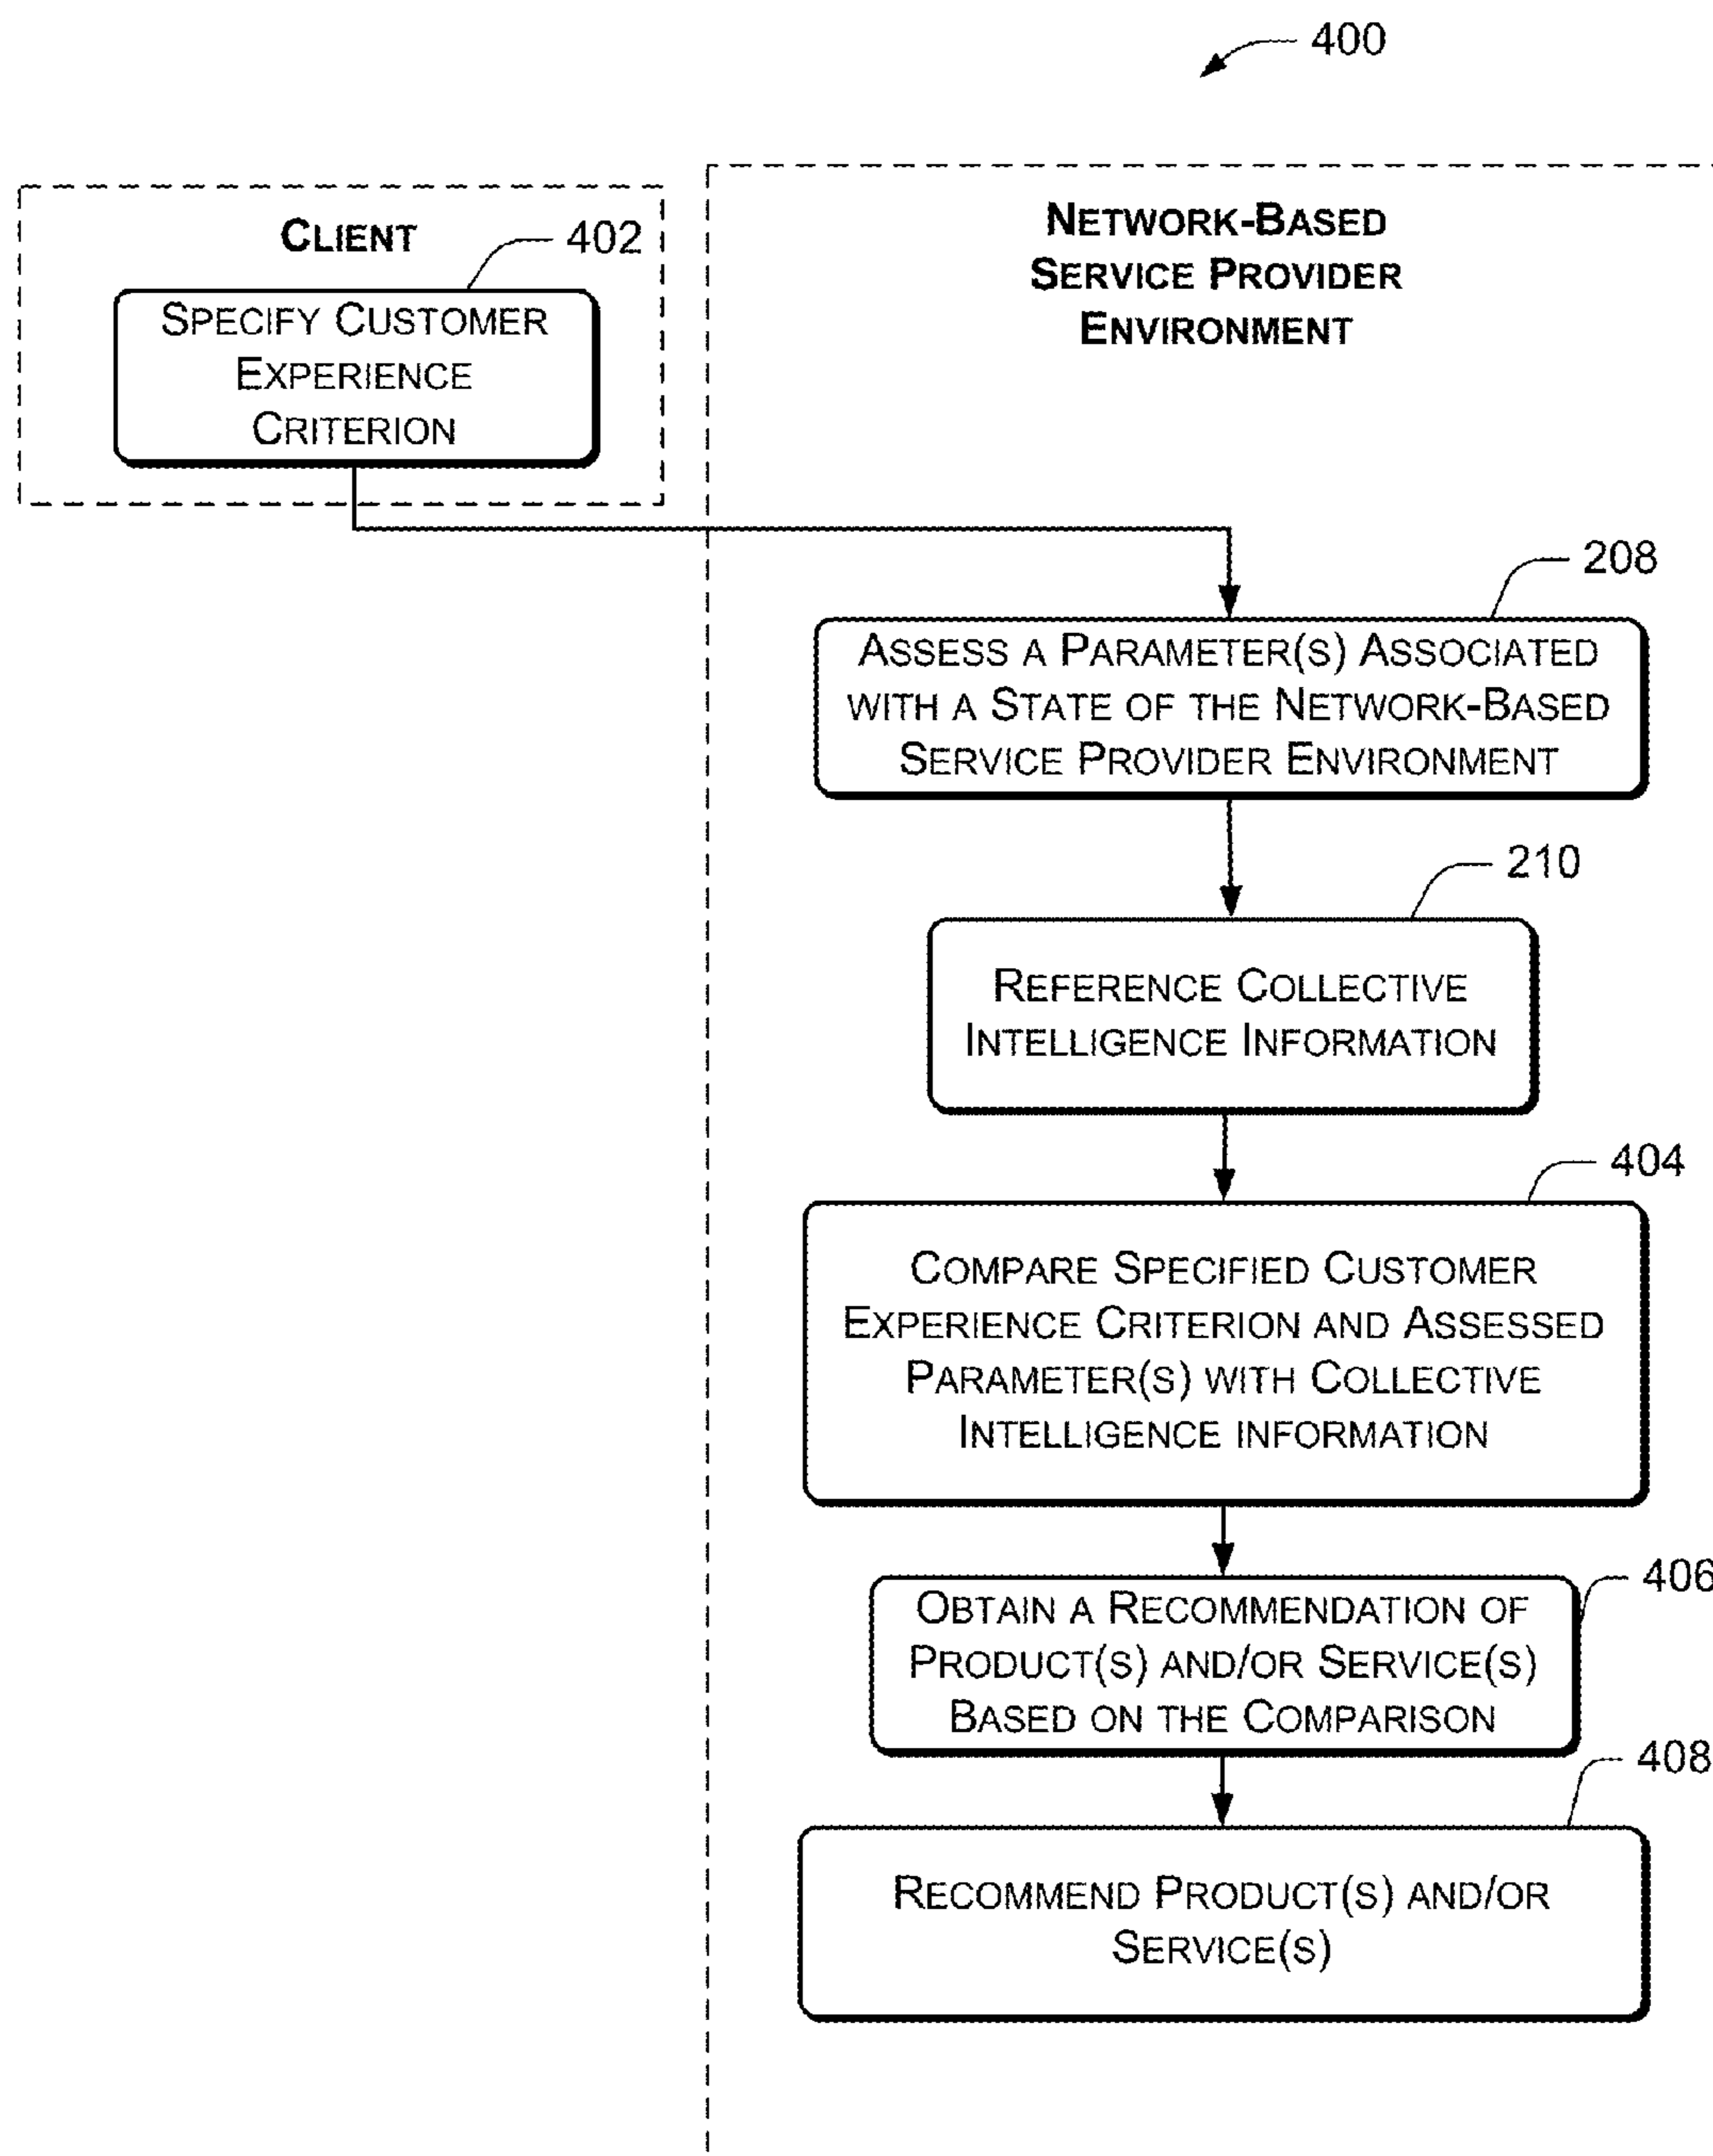 400
CLIENT
402
SPECIFY CUSTOMER
EXPERIENCE
CRITERION
NETWORK-BASED
SERVICE PROVIDER
ENVIRONMENT
208
ASSESS A PARAMETER(S) ASSOCIATED
WITH A STATE OF THE NETWORK-BASED
SERVICE PROVIDER ENVIRONMENT
210
REFERENCE COLLECTIVE
INTELLIGENCE INFORMATION
404
COMPARE SPECIFIED CUSTOMER
EXPERIENCE CRITERION AND ASSESSED
PARAMETER(S) WITH COLLECTIVE
INTELLIGENCE INFORMATION
406
OBTAIN A RECOMMENDATION OF
PRODUCT(S) AND/OR SERVICE(S)
BASED ON THE COMPARISON
408
RECOMMEND PRODUCT(S) AND/OR
SERVICE(S)